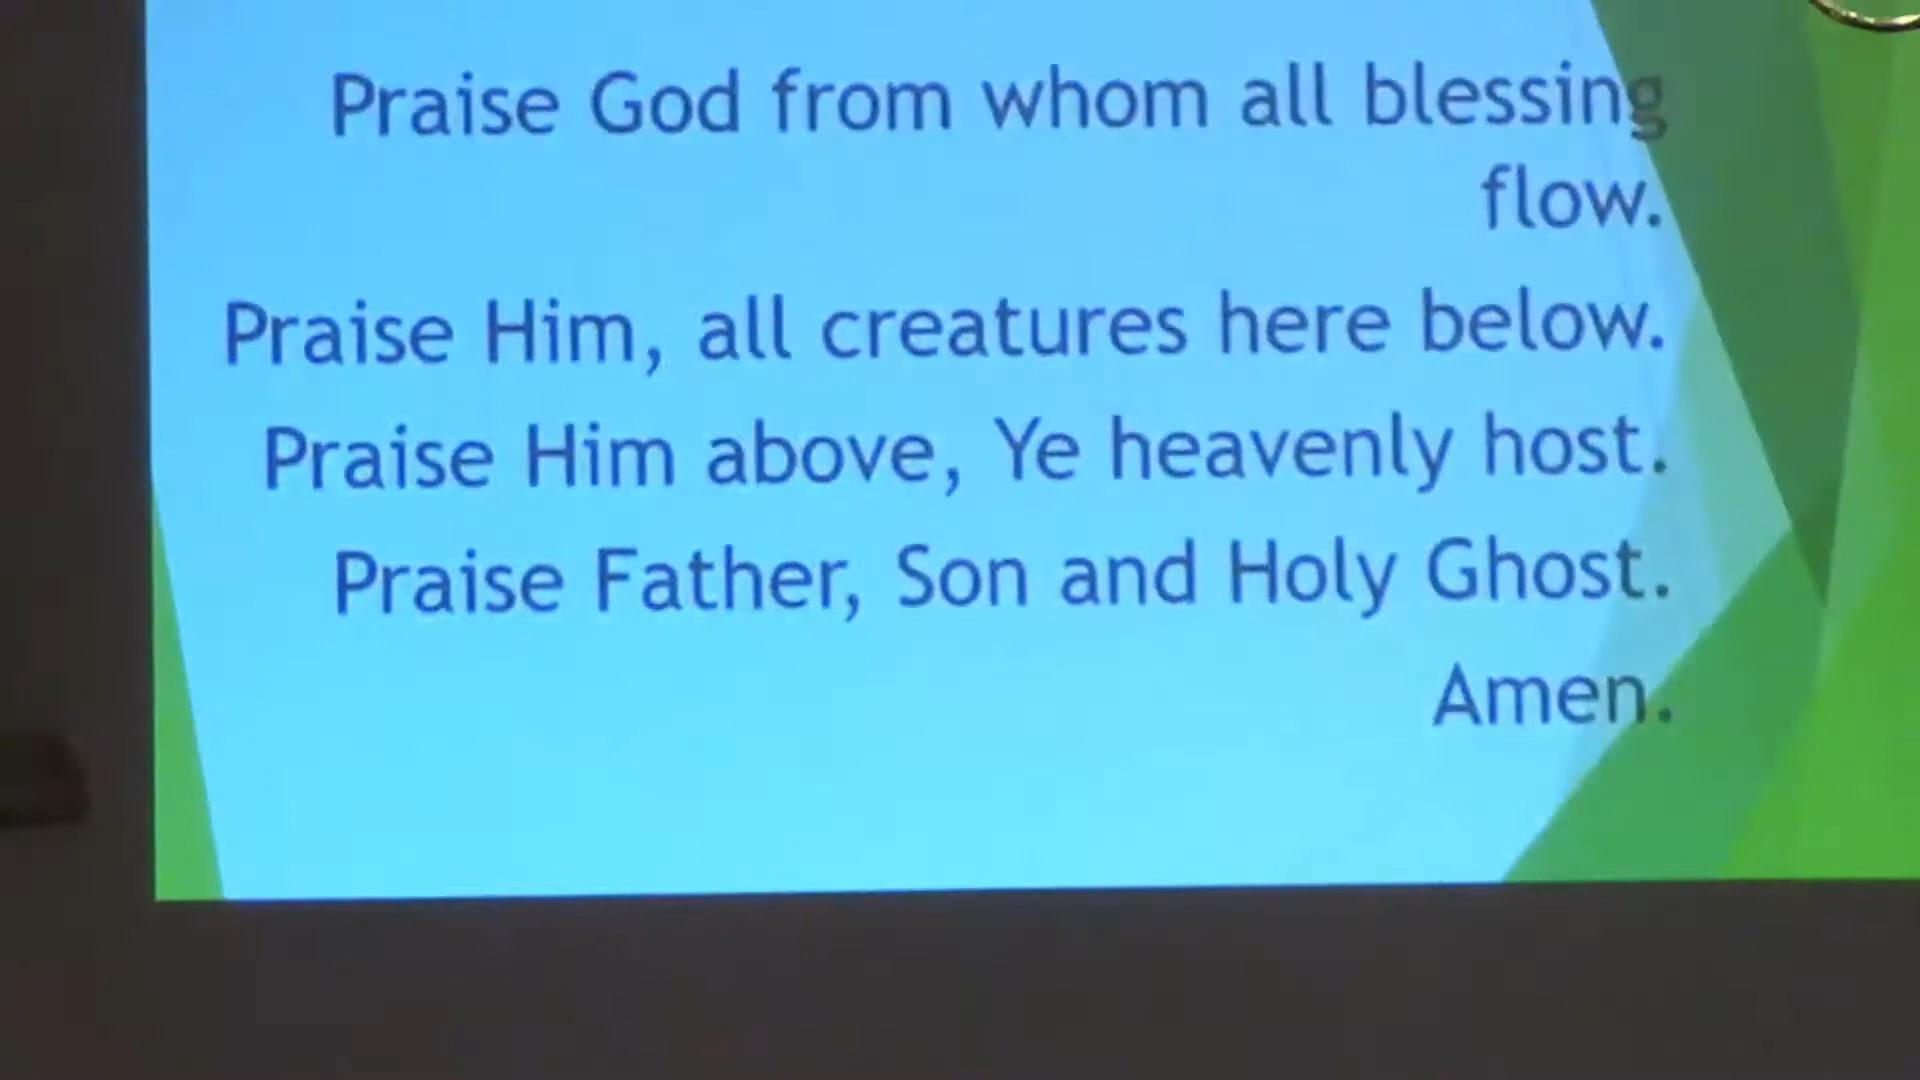 Praise God from whom all blessing
flow.
Praise Him, all creatures here below.
Praise Him above, Ye heavenly host.
Praise Father, Son and Holy Ghost.
Amen.